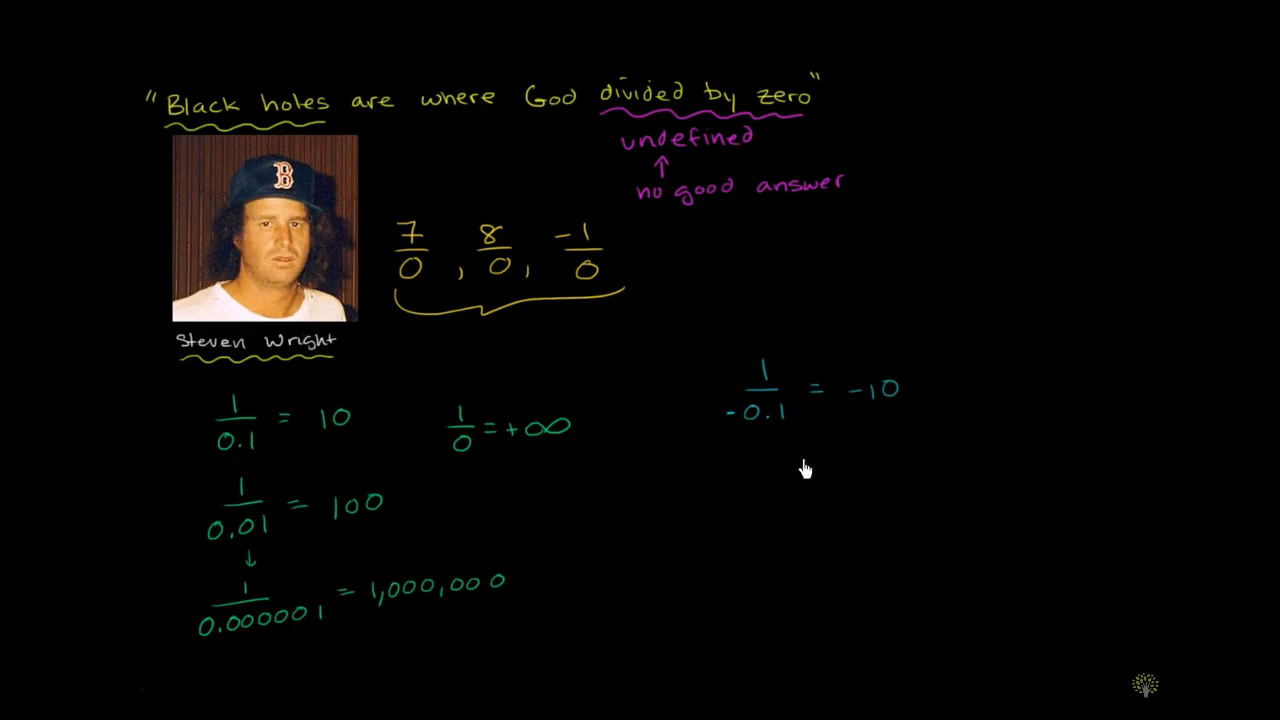 "Black holes are where God divided by zero"
undefined
↑
no good answer
B
7/0, 8/0, -1/0
Steven Wright
1/0.1 = 10
1/0 = +∞
1/-0.1 = -10
1/0.01 = 100
↓
1/0.000001 = 1,000,000